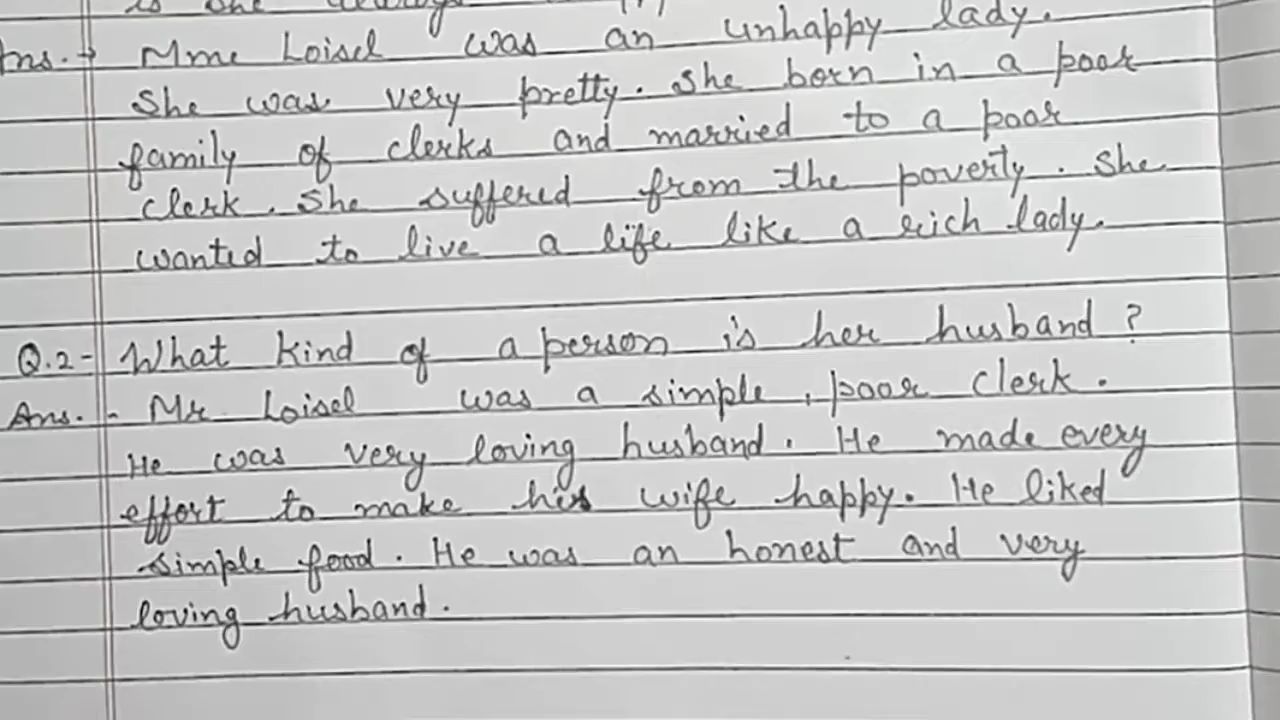 is she always
Ans. → Mme Loisel was an unhappy lady.
She was very pretty. She born in a poor
family of clerks and married to a poor
clerk. She suffered from the poverty. She
wanted to live a life like a rich lady.
Q.2- What kind of a person is her husband?
Ans. - Mr Loisel was a simple, poor clerk.
He was very loving husband. He made every
effort to make his wife happy. He liked
simple food. He was an honest and very
loving husband.